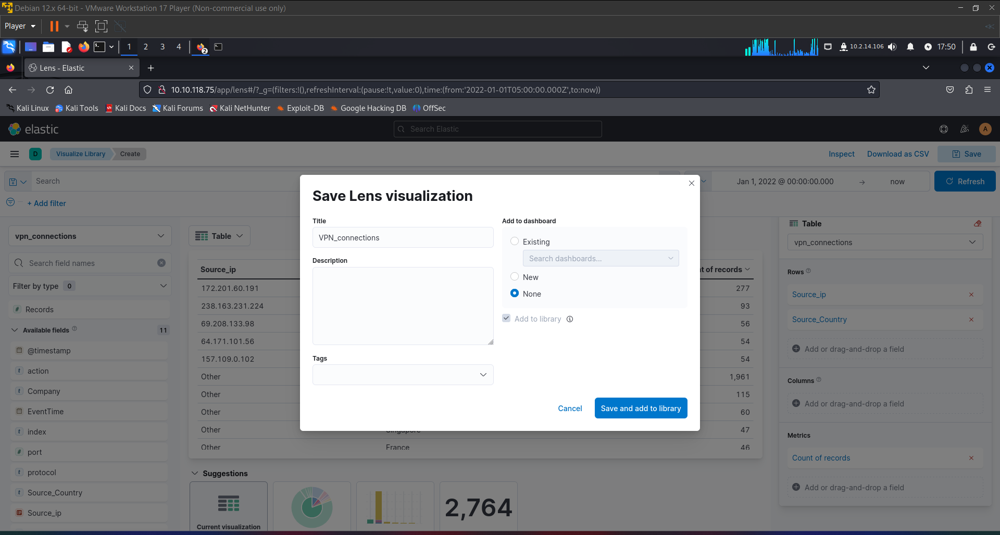 Debian 12.x 64-bit - VMware Workstation 17 Player (Non-commercial use only)
Player
1 2 3 4 2 10.2.14.106 17:50
Lens - Elastic
10.10.118.75/app/lens#/?_g=(filters:!(),refreshInterval:(pause:!t,value:0),time:(from:'2022-01-01T05:00:00.000Z',to:now))
Kali Linux Kali Tools Kali Docs Kali Forums Kali NetHunter Exploit-DB Google Hacking DB OffSec
elastic Search Elastic A
D Visualize Library Create Inspect Download as CSV Save
Search Jan 1, 2022 @ 00:00:00.000 → now Refresh
+ Add filter
vpn_connections
Search field names
Filter by type 0
Records
Available fields 11
@timestamp
action
Company
EventTime
index
port
protocol
Source_Country
Source_ip
Table
Source_ip nt of records
172.201.60.191 277
238.163.231.224 93
69.208.133.98 56
64.171.101.56 54
157.109.0.102 54
Other 1,961
Other 115
Other 60
Other Singapore 47
Other France 46
Suggestions
Current visualization
2,764
Save Lens visualization
Title
VPN_connections
Description
Tags
Add to dashboard
Existing
Search dashboards...
New
None
Add to library
Cancel Save and add to library
Table
vpn_connections
Rows
Source_ip
Source_Country
Add or drag-and-drop a field
Columns
Add or drag-and-drop a field
Metrics
Count of records
Add or drag-and-drop a field